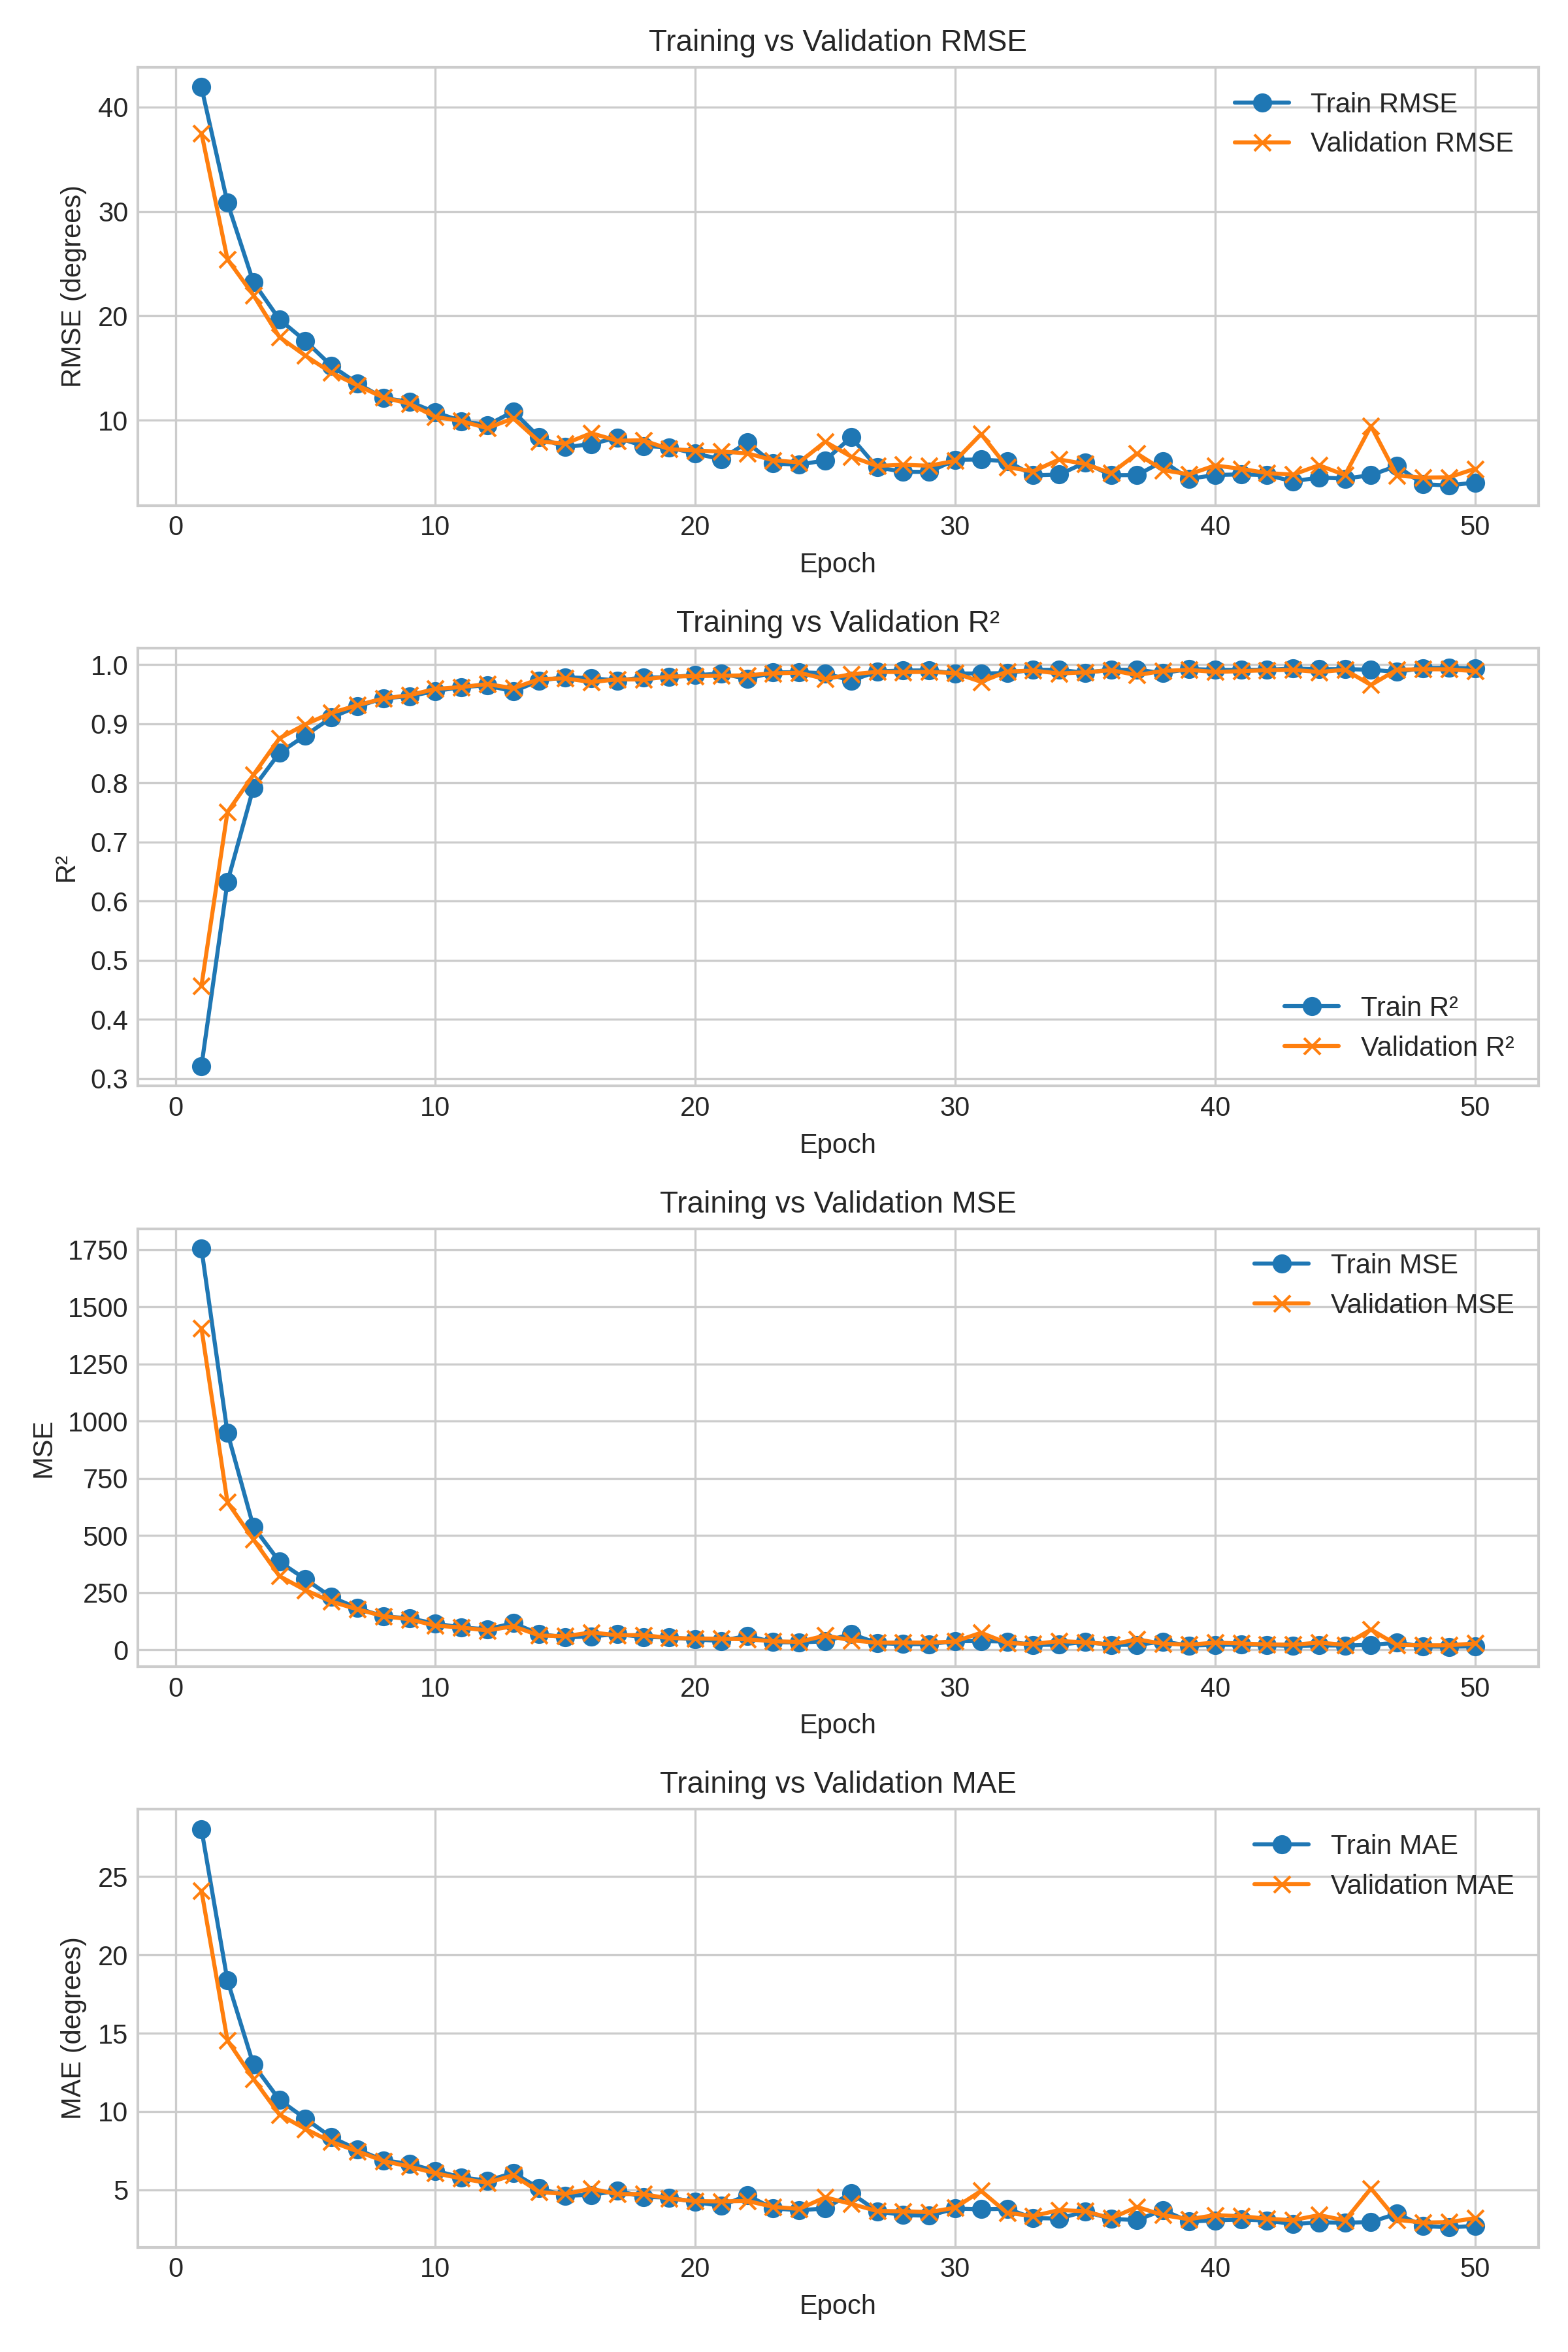 Training vs Validation RMSE
40
30
20
10
RMSE (degrees)
Train RMSE
Validation RMSE
0 10 20 30 40 50
Epoch
Training vs Validation R²
1.0
0.9
0.8
0.7
0.6
0.5
0.4
0.3
R²
Train R²
Validation R²
0 10 20 30 40 50
Epoch
Training vs Validation MSE
1750
1500
1250
1000
750
500
250
0
MSE
Train MSE
Validation MSE
0 10 20 30 40 50
Epoch
Training vs Validation MAE
25
20
15
10
5
MAE (degrees)
Train MAE
Validation MAE
0 10 20 30 40 50
Epoch